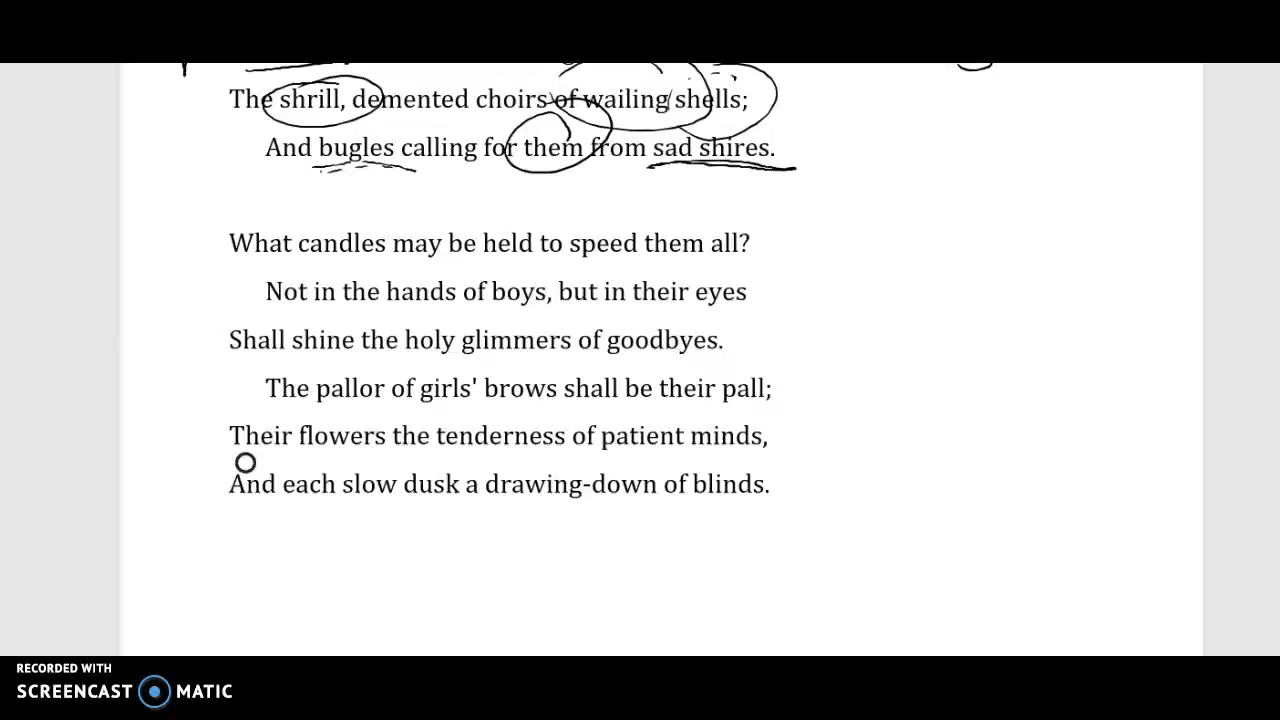 The shrill, demented choirs of wailing shells;
And bugles calling for them from sad shires.
What candles may be held to speed them all?
Not in the hands of boys, but in their eyes
Shall shine the holy glimmers of goodbyes.
The pallor of girls' brows shall be their pall;
Their flowers the tenderness of patient minds,
And each slow dusk a drawing-down of blinds.
RECORDED WITH
SCREENCAST MATIC